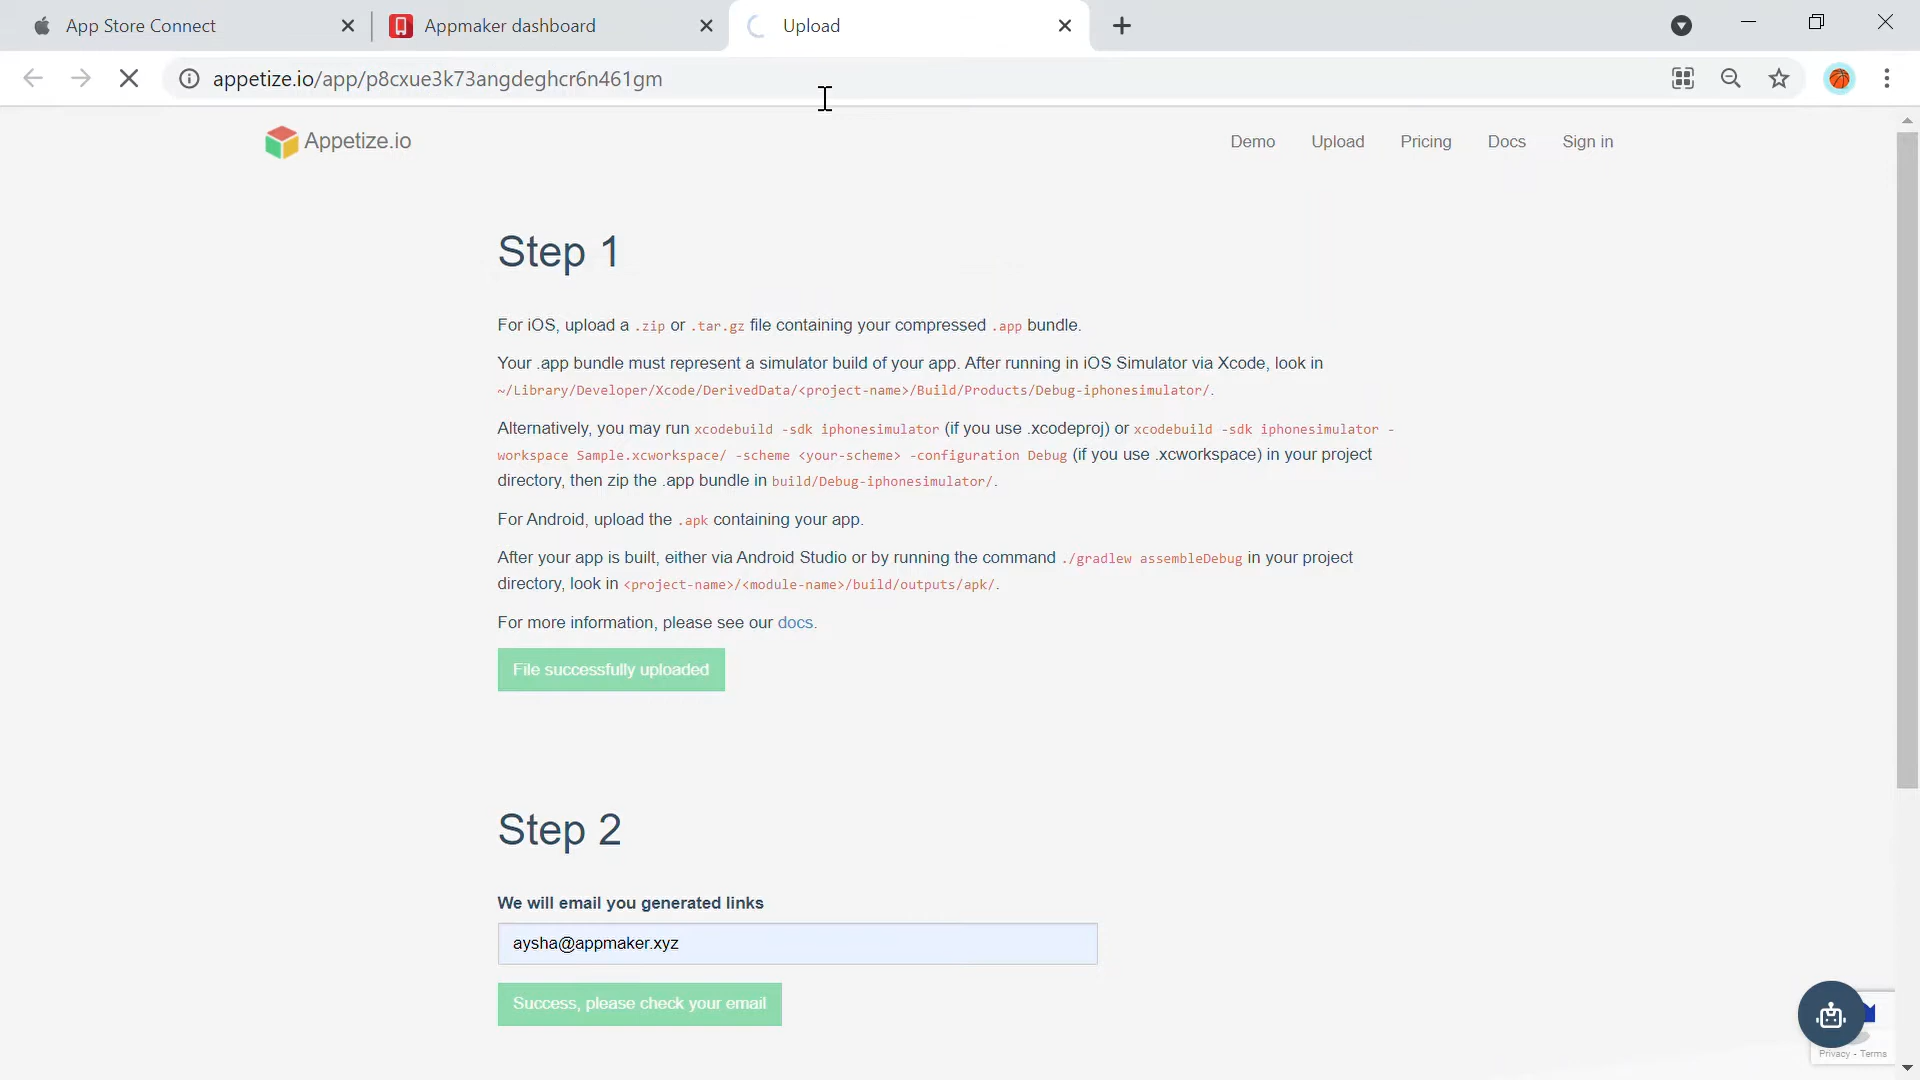 App Store Connect
Appmaker dashboard
Upload
appetize.io/app/p8cxue3k73angdeghcr6n461gm
Appetize.io
Demo
Upload
Pricing
Docs
Sign in
Step 1
For iOS, upload a .zip or .tar.gz file containing your compressed .app bundle.
Your .app bundle must represent a simulator build of your app. After running in iOS Simulator via Xcode, look in
~/Library/Developer/Xcode/DerivedData/<project-name>/Build/Products/Debug-iphonesimulator/.
Alternatively, you may run xcodebuild -sdk iphonesimulator (if you use .xcodeproj) or xcodebuild -sdk iphonesimulator -
workspace Sample.xcworkspace/ -scheme <your-scheme> -configuration Debug (if you use .xcworkspace) in your project
directory, then zip the .app bundle in build/Debug-iphonesimulator/.
For Android, upload the .apk containing your app.
After your app is built, either via Android Studio or by running the command ./gradlew assembleDebug in your project
directory, look in <project-name>/<module-name>/build/outputs/apk/.
For more information, please see our docs.
File successfully uploaded
Step 2
We will email you generated links
aysha@appmaker.xyz
Success, please check your email
Privacy - Terms